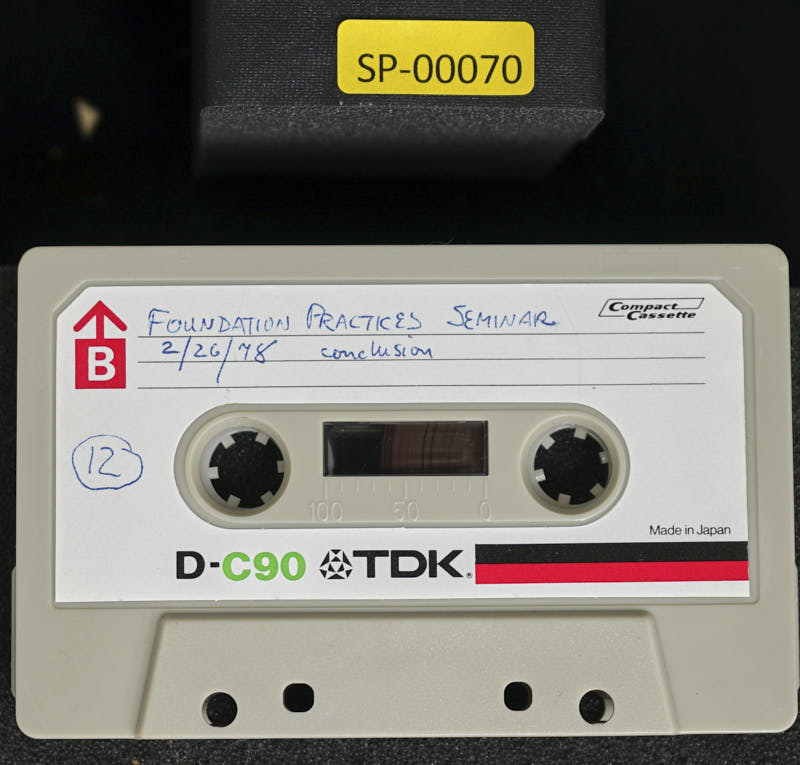 SP-00070
FOUNDATION PRACTICES SEMINAR
Compact Cassette
B
2/26/78 conclusion
12
100 50 0
Made in Japan
D-C90 TDK®